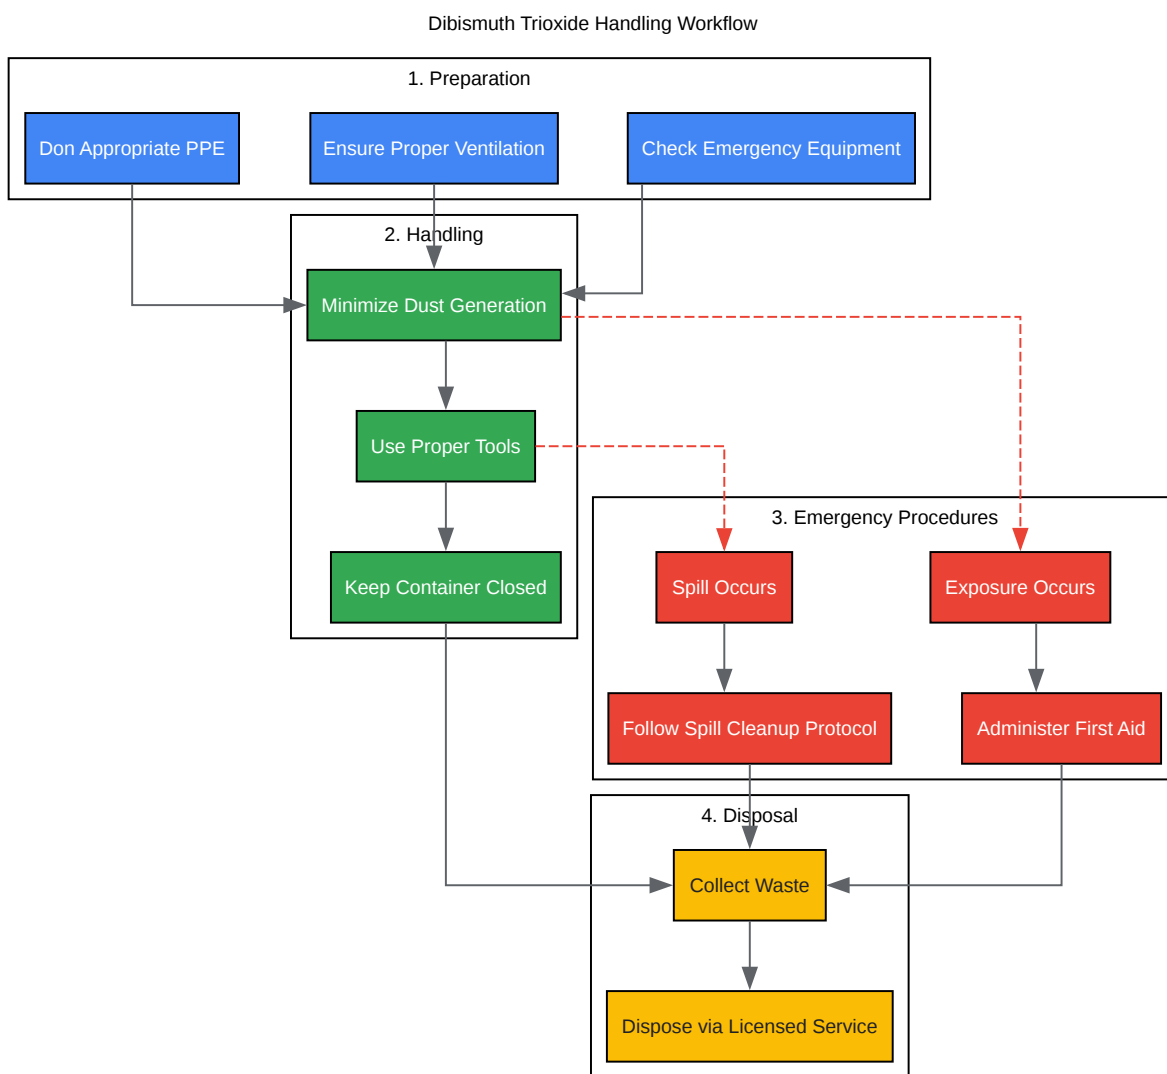 Dibismuth Trioxide Handling Workflow
1. Preparation
Don Appropriate PPE
Ensure Proper Ventilation
Check Emergency Equipment
2. Handling
Minimize Dust Generation
Use Proper Tools
Keep Container Closed
3. Emergency Procedures
Spill Occurs
Exposure Occurs
Follow Spill Cleanup Protocol
Administer First Aid
4. Disposal
Collect Waste
Dispose via Licensed Service